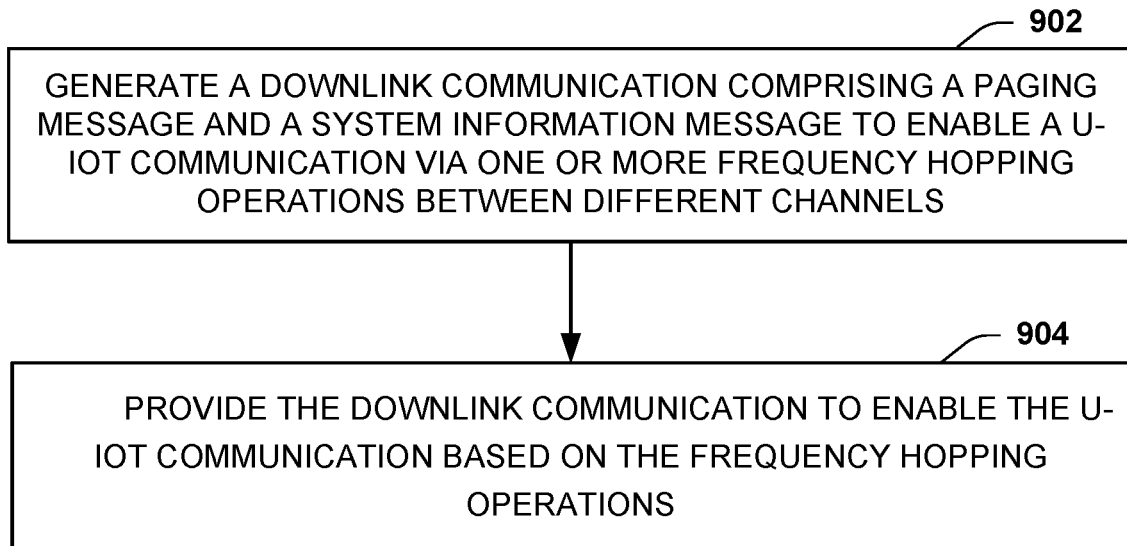 902
GENERATE A DOWNLINK COMMUNICATION COMPRISING A PAGING
MESSAGE AND A SYSTEM INFORMATION MESSAGE TO ENABLE A U-
IOT COMMUNICATION VIA ONE OR MORE FREQUENCY HOPPING
OPERATIONS BETWEEN DIFFERENT CHANNELS
904
PROVIDE THE DOWNLINK COMMUNICATION TO ENABLE THE U-
IOT COMMUNICATION BASED ON THE FREQUENCY HOPPING
OPERATIONS